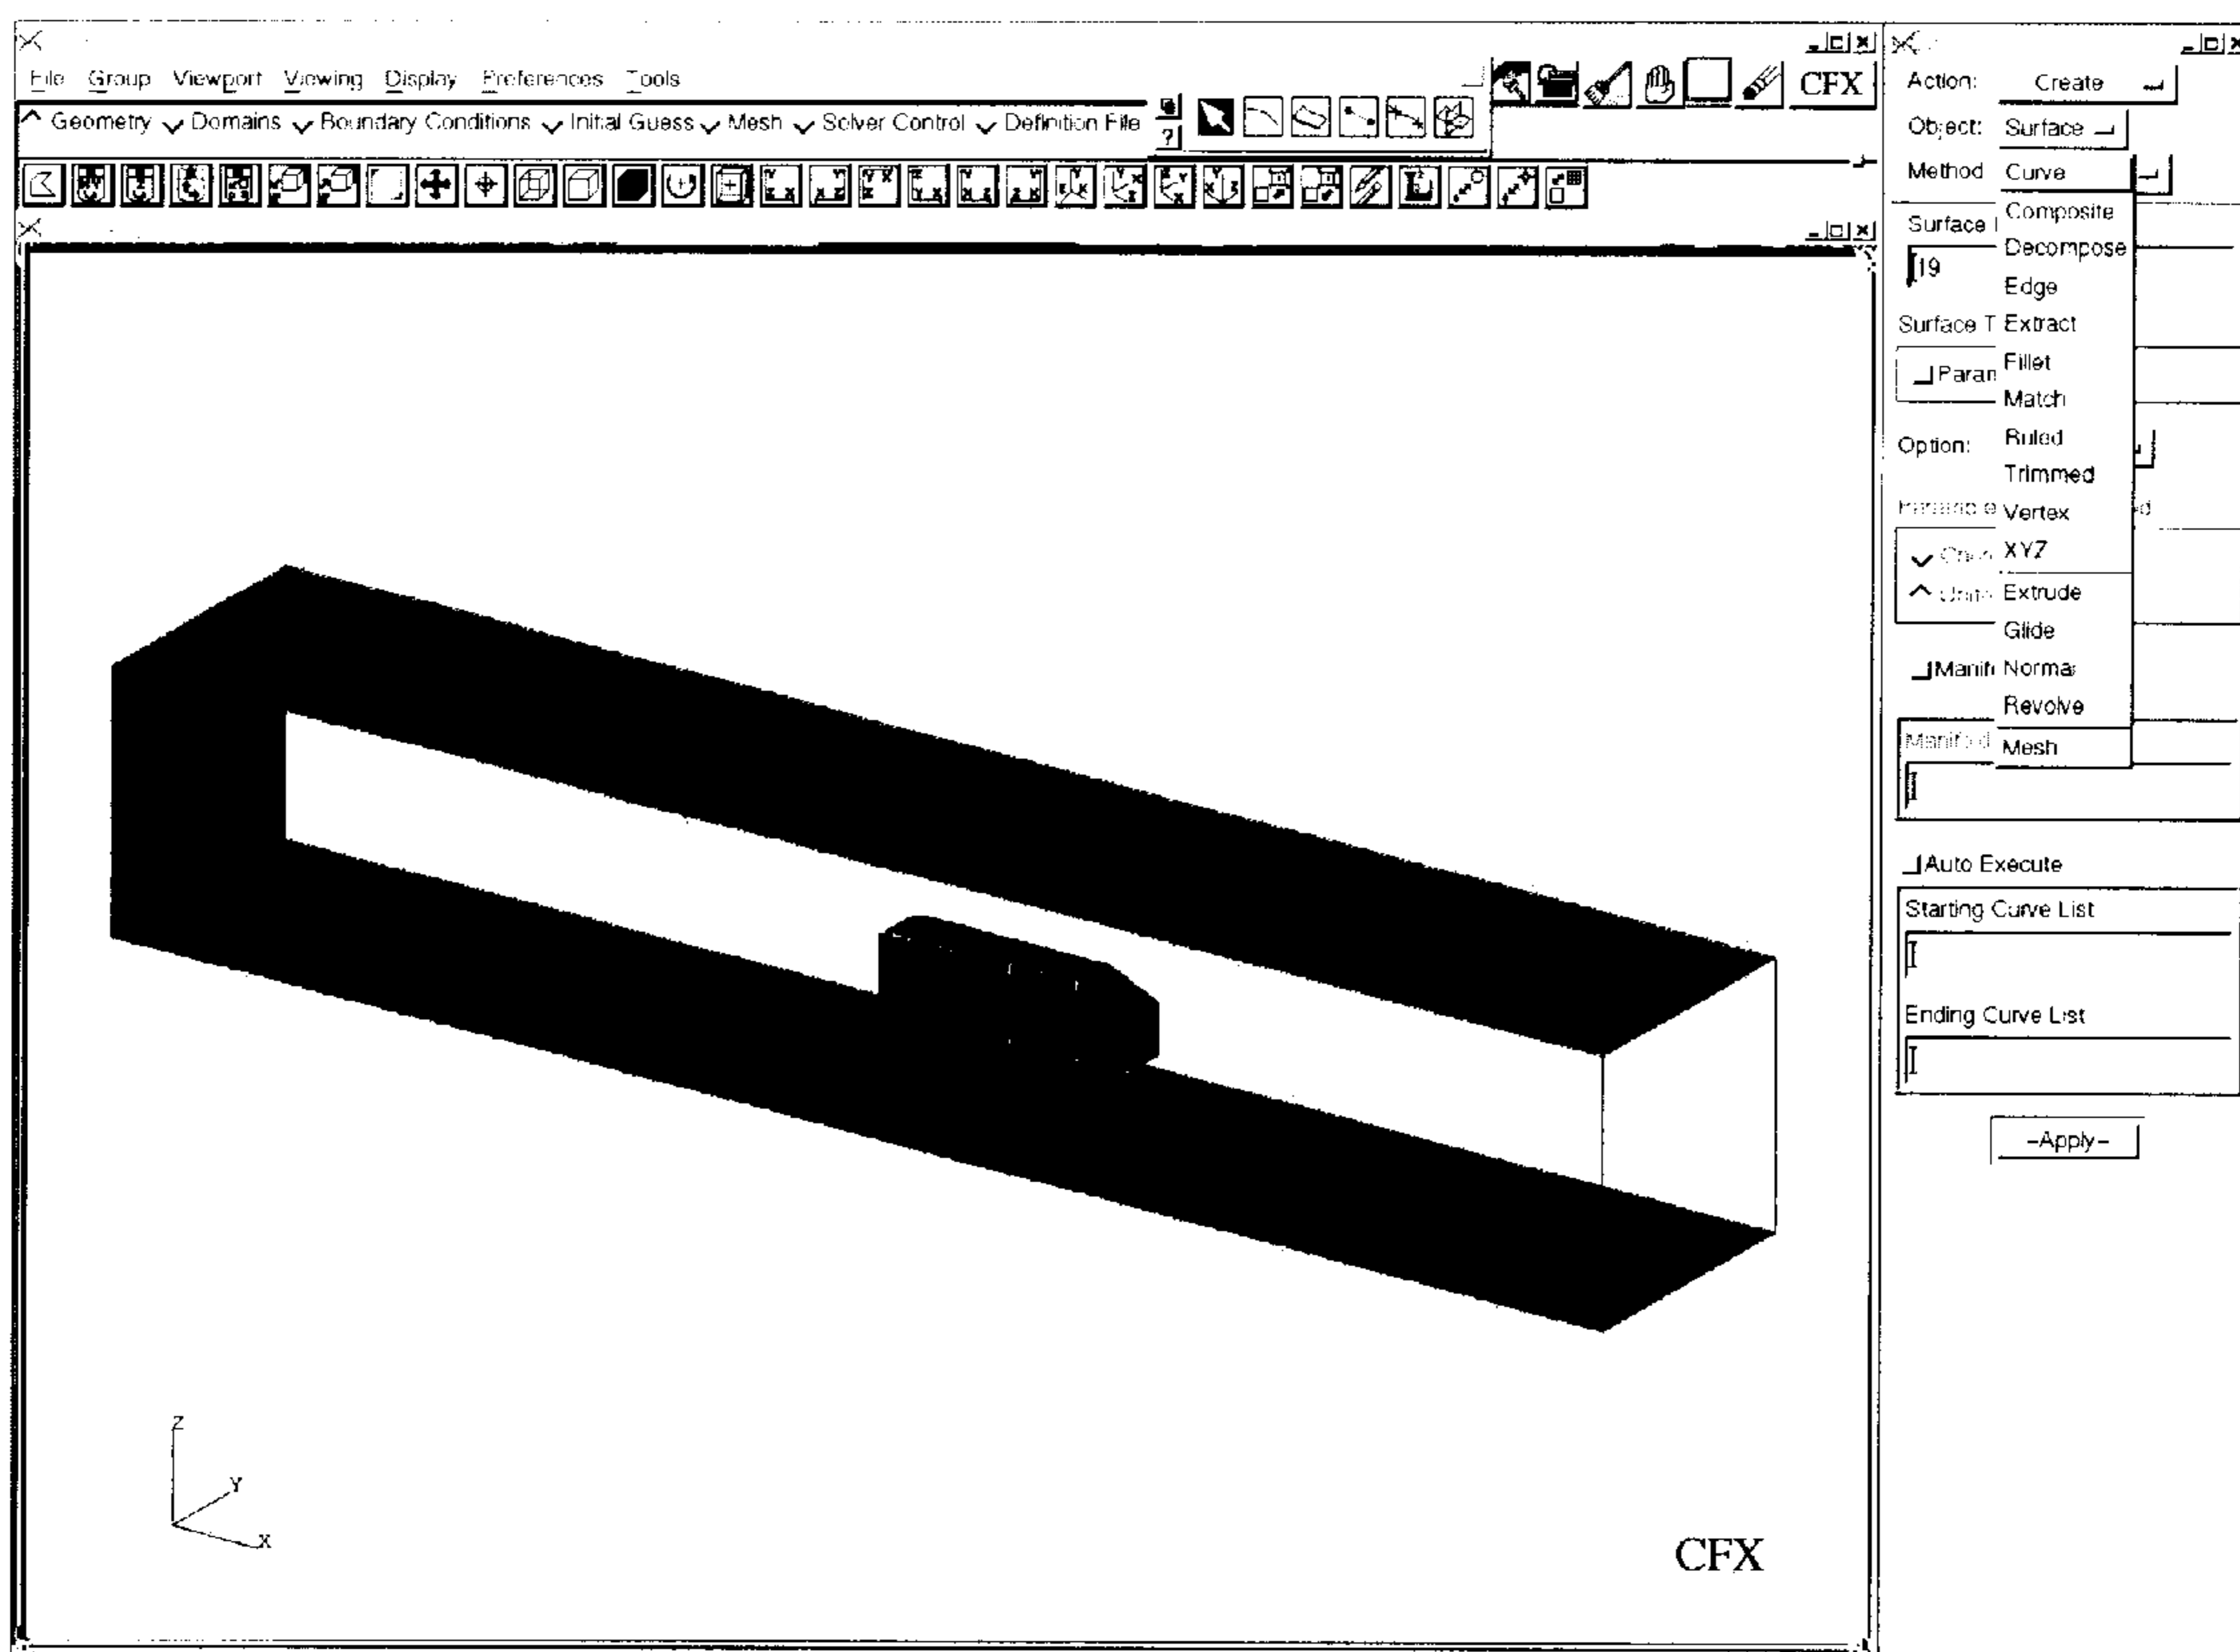 File Group Viewport Viewing Display Preferences Tools
CFX
Geometry Domains Boundary Conditions Initial Guess Mesh Solver Control Definition File
?
Action: Create
Object: Surface
Method Curve
Composite
Surface
Decompose
19
Edge
Surface T Extract
Fillet
Param
Match
Ruled
Option:
Trimmed
Vertex
XYZ
Extrude
Glide
Manif Normal
Revolve
Manifold
Mesh
Auto Execute
Starting Curve List
Ending Curve List
-Apply-
Z
Y
X
CFX